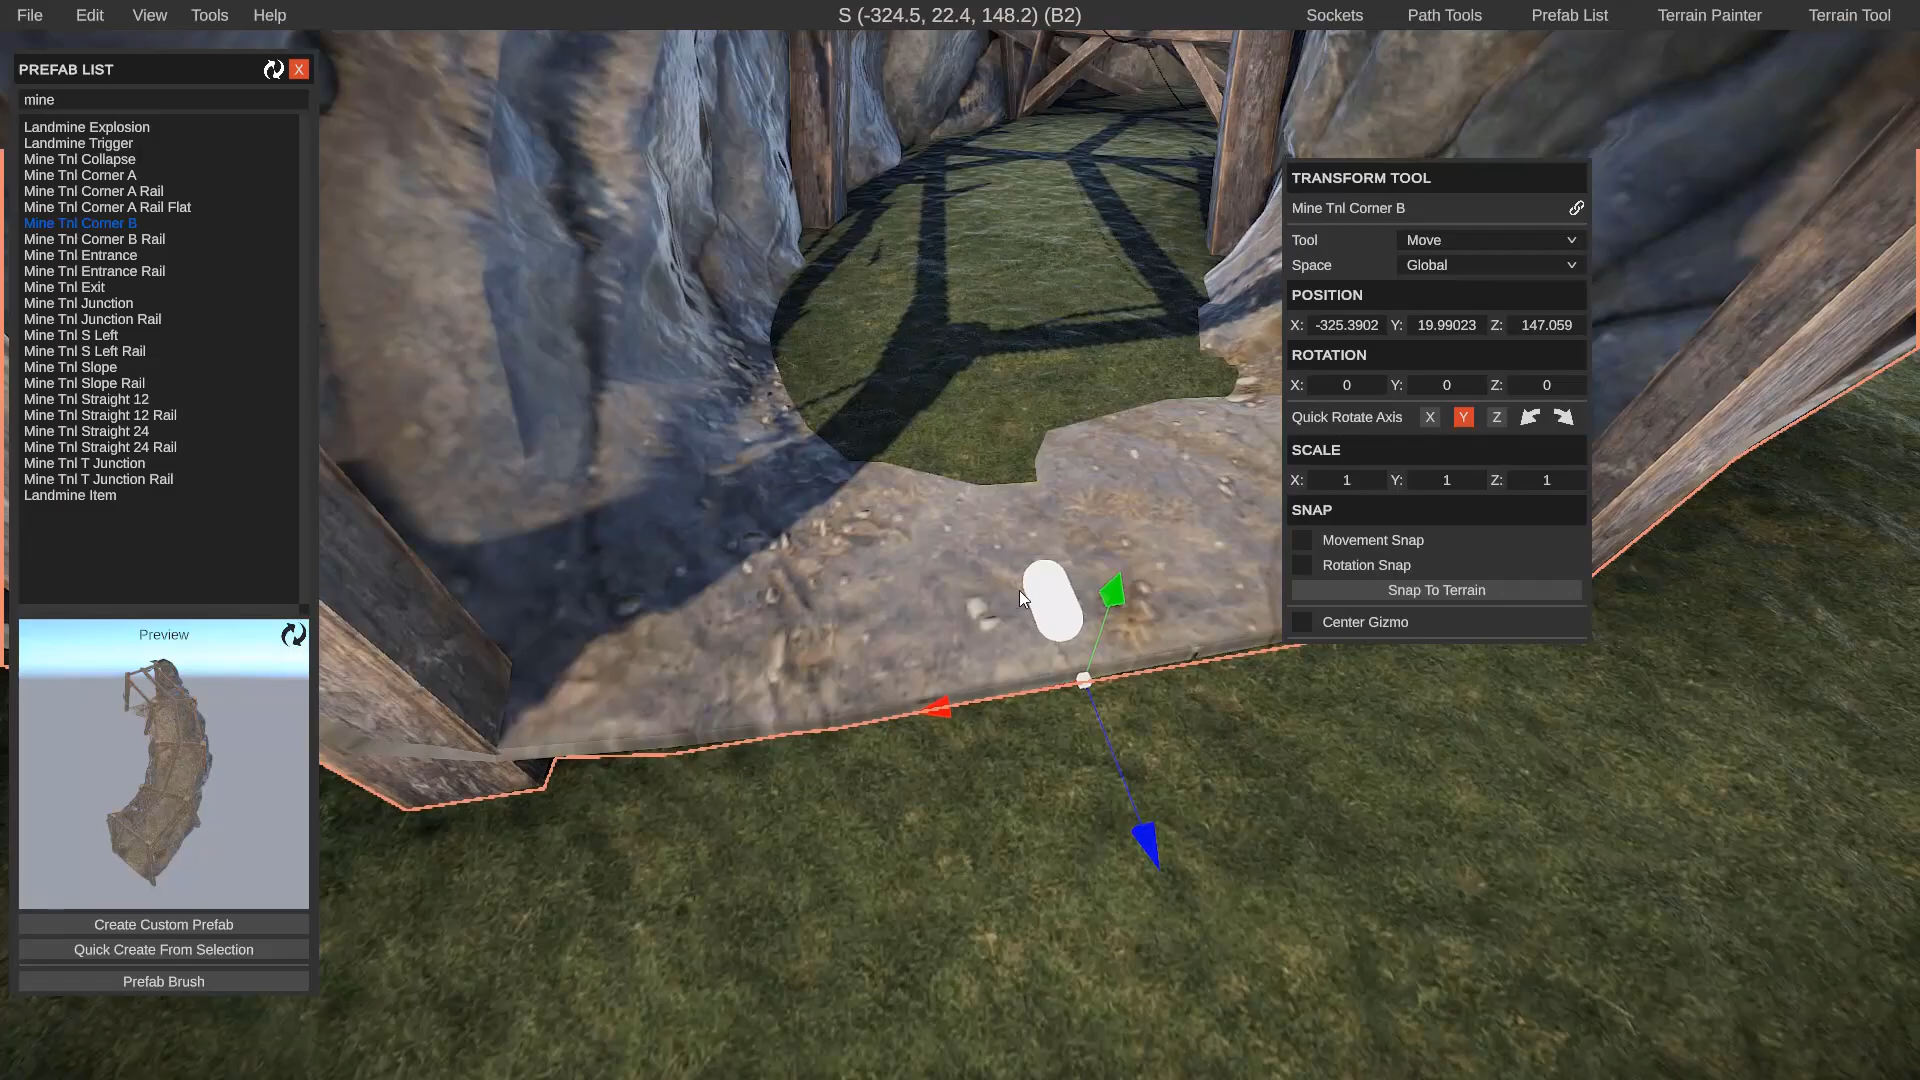 File Edit View Tools Help
S (-324.5, 22.4, 148.2) (B2)
Sockets Path Tools Prefab List Terrain Painter Terrain Tool
PREFAB LIST
X
mine
Landmine Explosion
Landmine Trigger
Mine Tnl Collapse
Mine Tnl Corner A
Mine Tnl Corner A Rail
Mine Tnl Corner A Rail Flat
Mine Tnl Corner B
Mine Tnl Corner B Rail
Mine Tnl Entrance
Mine Tnl Entrance Rail
Mine Tnl Exit
Mine Tnl Junction
Mine Tnl Junction Rail
Mine Tnl S Left
Mine Tnl S Left Rail
Mine Tnl Slope
Mine Tnl Slope Rail
Mine Tnl Straight 12
Mine Tnl Straight 12 Rail
Mine Tnl Straight 24
Mine Tnl Straight 24 Rail
Mine Tnl T Junction
Mine Tnl T Junction Rail
Landmine Item
Preview
Create Custom Prefab
Quick Create From Selection
Prefab Brush
TRANSFORM TOOL
Mine Tnl Corner B
Tool Move
Space Global
POSITION
X: -325.3902 Y: 19.99023 Z: 147.059
ROTATION
X: 0 Y: 0 Z: 0
Quick Rotate Axis X Y Z
SCALE
X: 1 Y: 1 Z: 1
SNAP
Movement Snap
Rotation Snap
Snap To Terrain
Center Gizmo